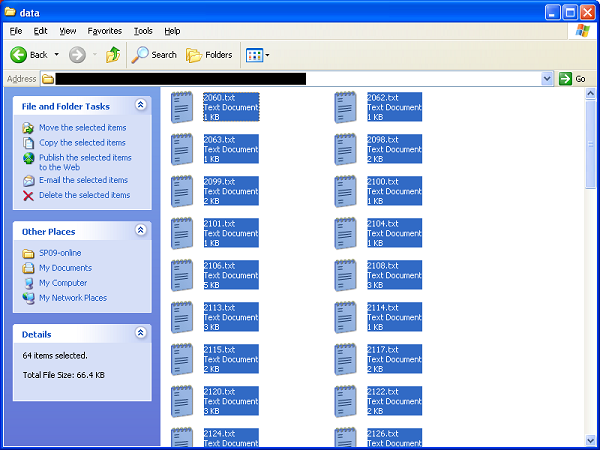 data
File Edit View Favorites Tools Help
Back Search Folders
Address Go
File and Folder Tasks
Move the selected items
Copy the selected items
Publish the selected items
to the Web
E-mail the selected items
Delete the selected items
Other Places
SP09-online
My Documents
My Computer
My Network Places
Details
64 items selected.
Total File Size: 66.4 KB
2060.txt
Text Document
1 KB
2062.txt
Text Document
2 KB
2063.txt
Text Document
1 KB
2098.txt
Text Document
2 KB
2099.txt
Text Document
2 KB
2100.txt
Text Document
1 KB
2101.txt
Text Document
1 KB
2104.txt
Text Document
1 KB
2106.txt
Text Document
5 KB
2108.txt
Text Document
3 KB
2113.txt
Text Document
3 KB
2114.txt
Text Document
1 KB
2115.txt
Text Document
2 KB
2117.txt
Text Document
2 KB
2120.txt
Text Document
3 KB
2122.txt
Text Document
2 KB
2124.txt
Text Document
2126.txt
Text Document